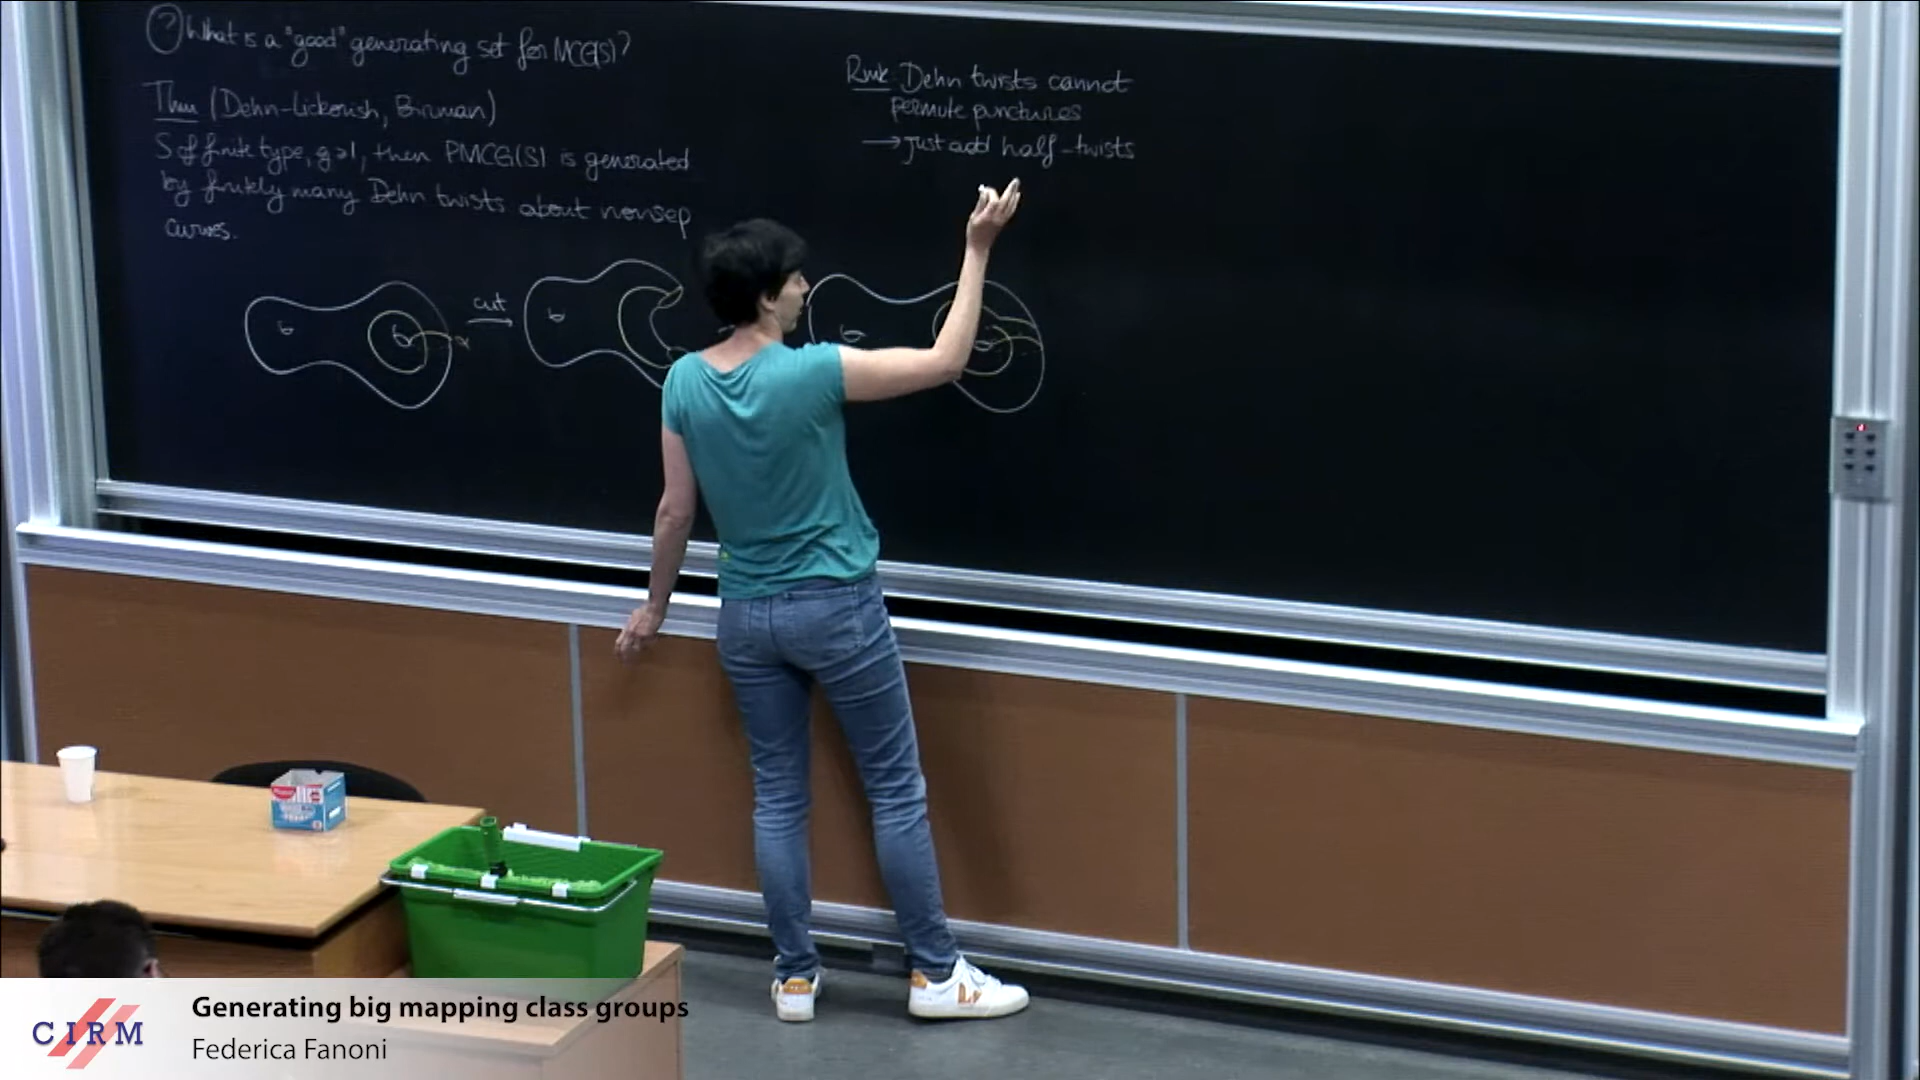 ? What is a "good" generating set for MCG(S)?
Thm (Dehn-Lickorish, Birman)
S of finite type, g≥1, then PMCG(S) is generated
by finitely many Dehn twists about nonsep
curves.
cut
α
Rmk: Dehn twists cannot
permute punctures
→ just add half-twists
CIRM
Generating big mapping class groups
Federica Fanoni